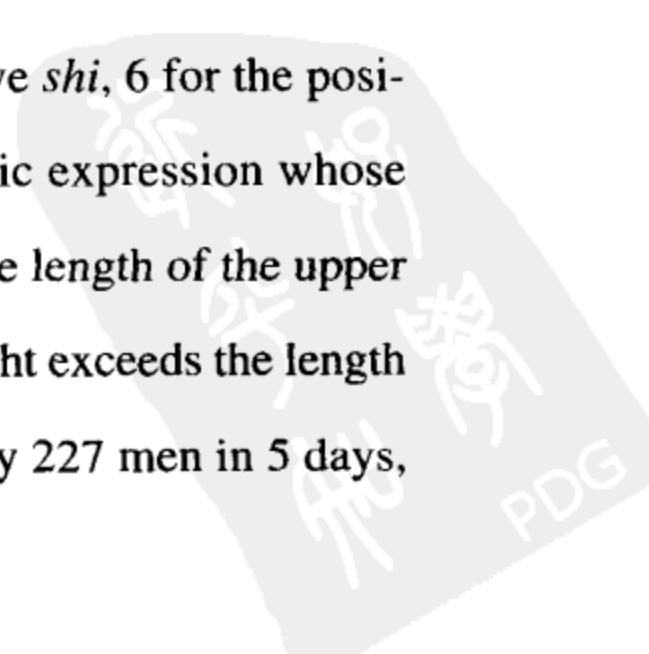 ve shi, 6 for the posi-
ic expression whose
e length of the upper
ht exceeds the length
y 227 men in 5 days,
PDG